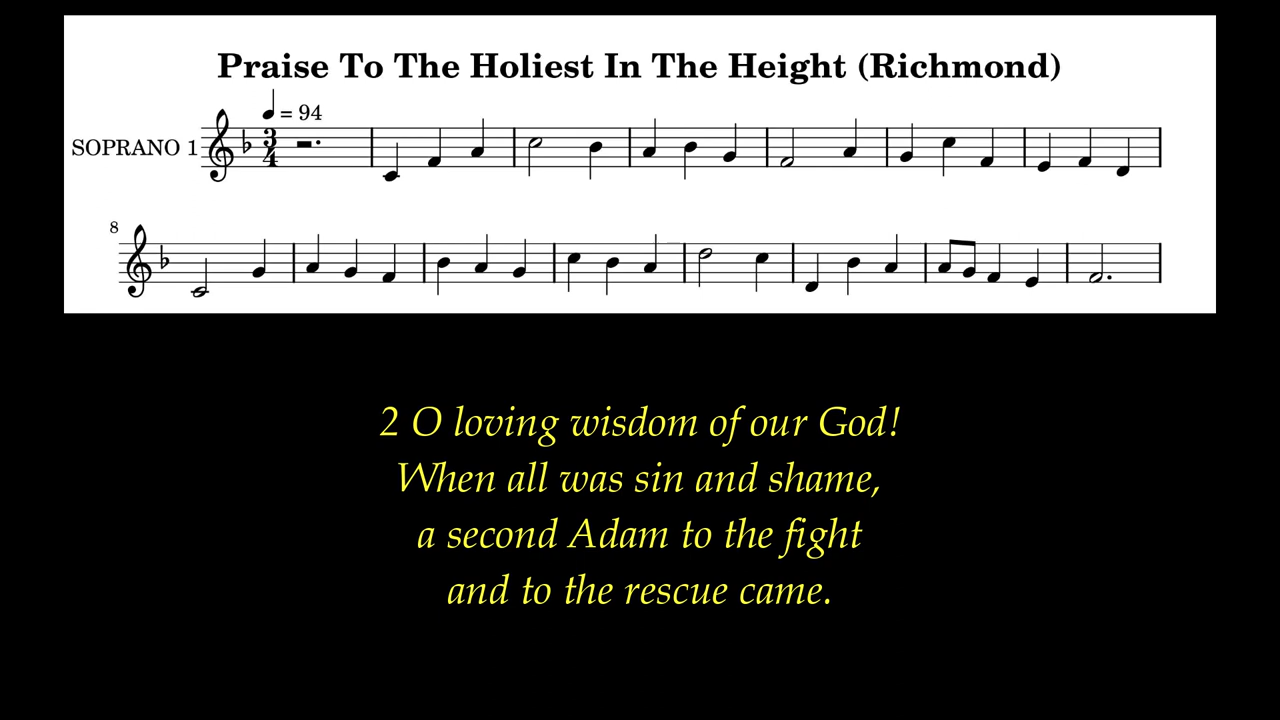 Praise To The Holiest In The Height (Richmond)
♩ = 94
SOPRANO 1
3
4
8
2 O loving wisdom of our God!
When all was sin and shame,
a second Adam to the fight
and to the rescue came.